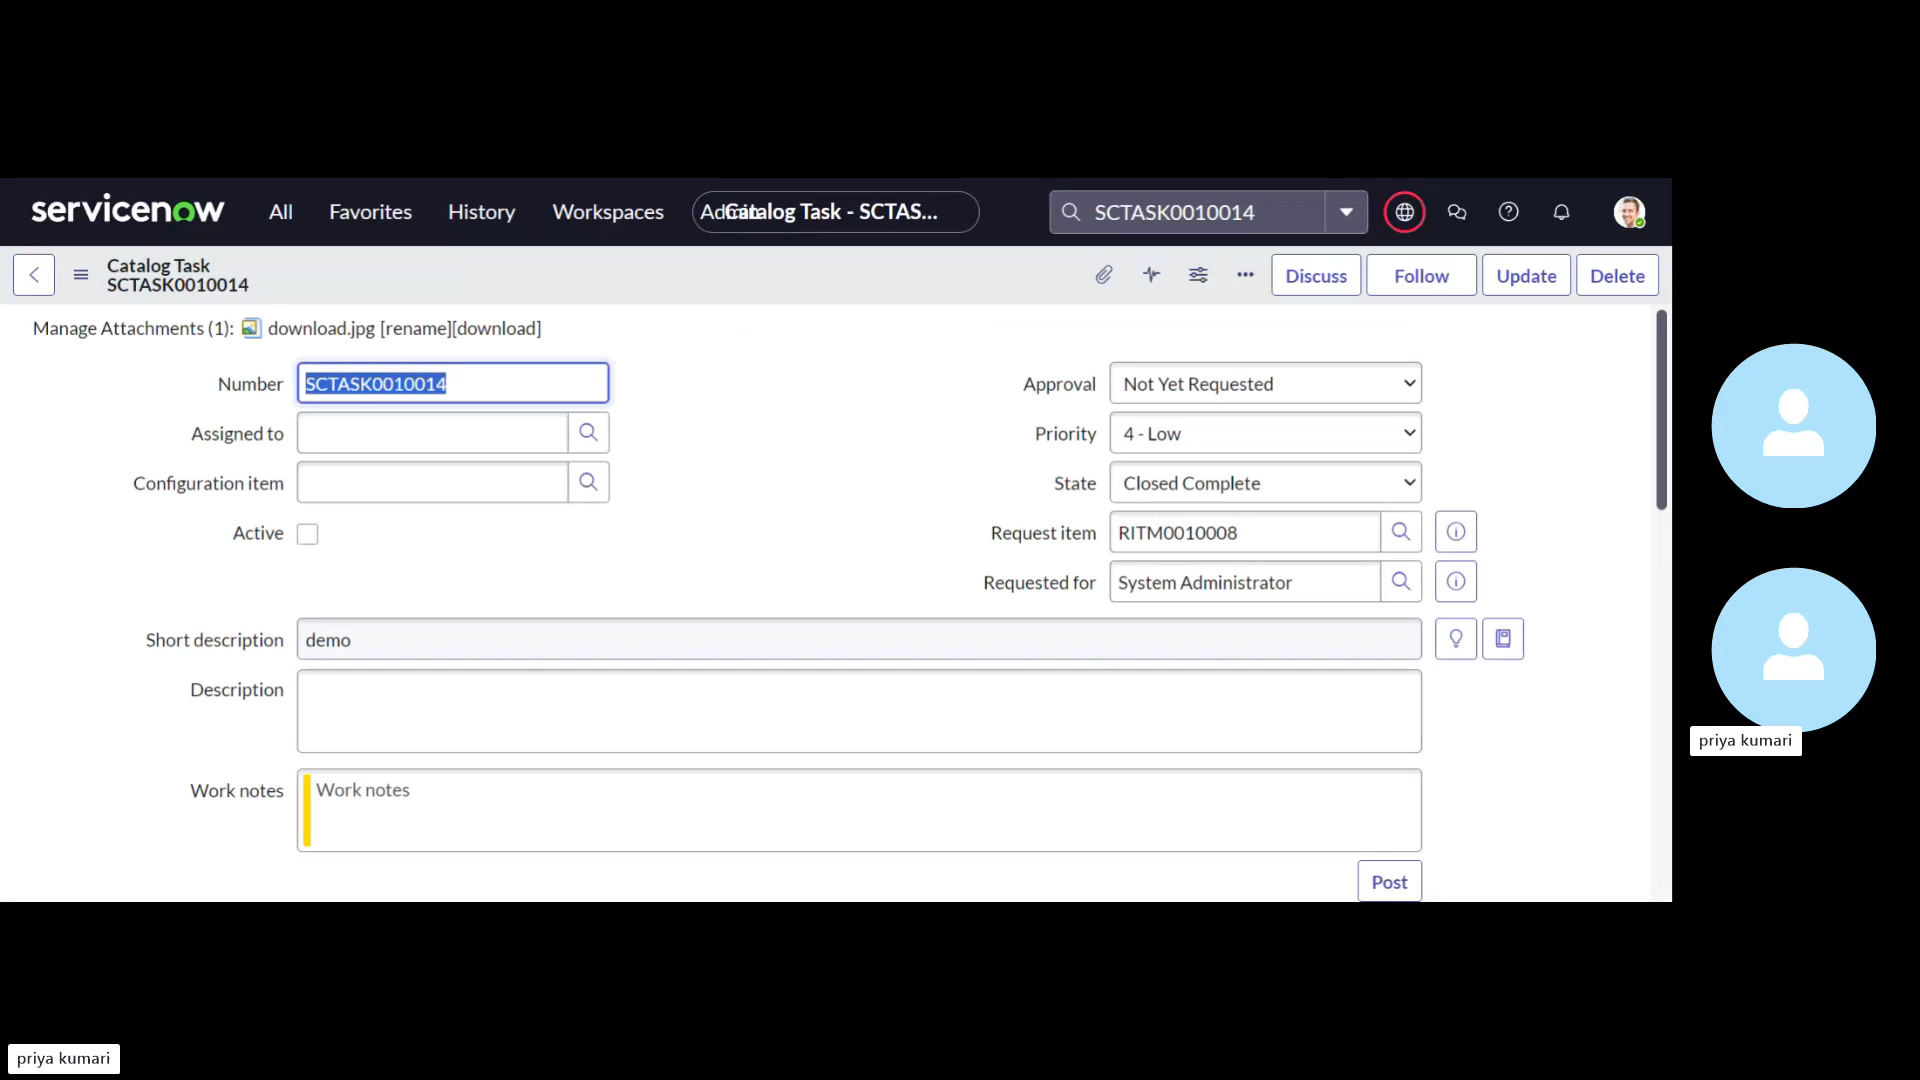 servicenow All Favorites History Workspaces Catalog Task - SCTAS... SCTASK0010014
Catalog Task
SCTASK0010014
Discuss Follow Update Delete
Manage Attachments (1): download.jpg [rename][download]
Number SCTASK0010014 Approval Not Yet Requested
Assigned to Priority 4 - Low
Configuration item State Closed Complete
Active Request item RITM0010008
Requested for System Administrator
Short description demo
Description
Work notes Work notes
Post
priya kumari
priya kumari